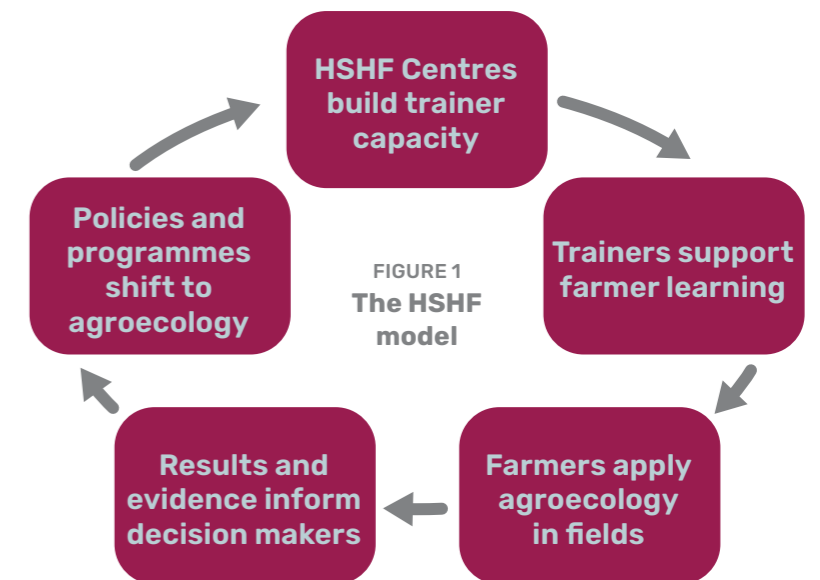 HSHF Centres
build trainer
capacity
Trainers support
farmer learning
Farmers apply
agroecology
in fields
Results and
evidence inform
decision makers
Policies and
programmes
shift to
agroecology
FIGURE 1
The HSHF
model